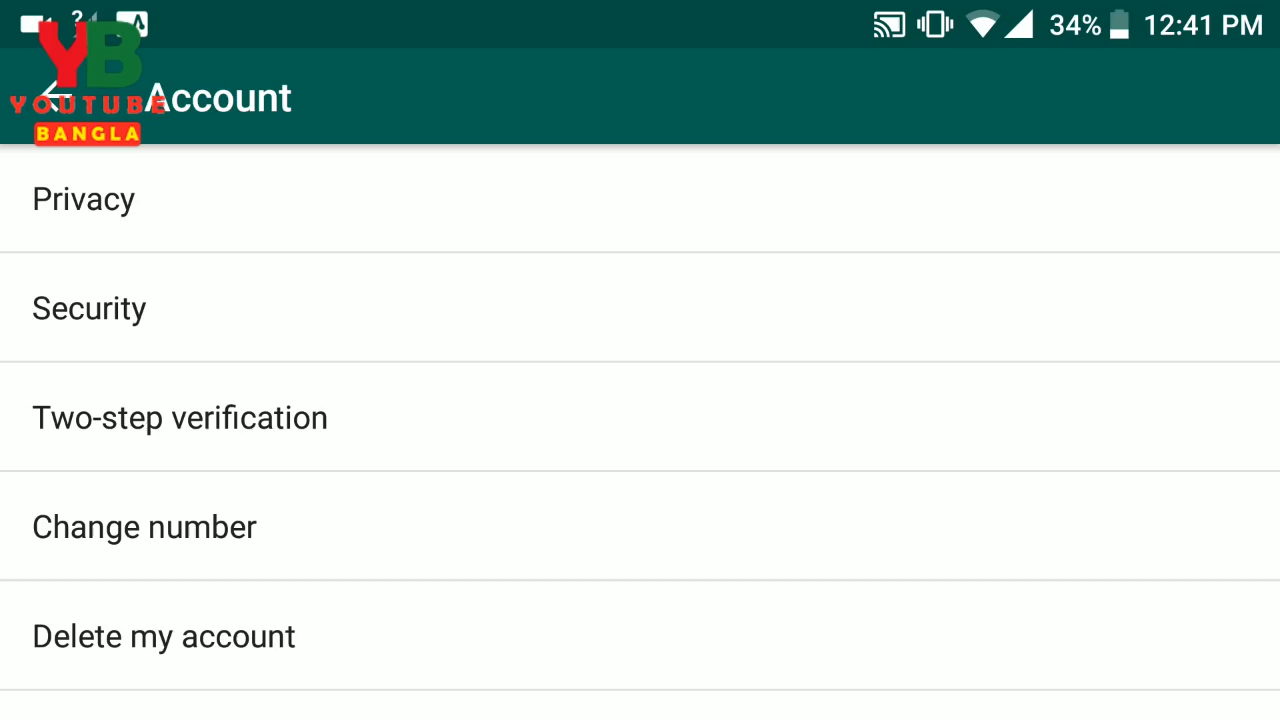 34% 12:41 PM
YB
YOUTUBE
BANGLA
Account
Privacy
Security
Two-step verification
Change number
Delete my account